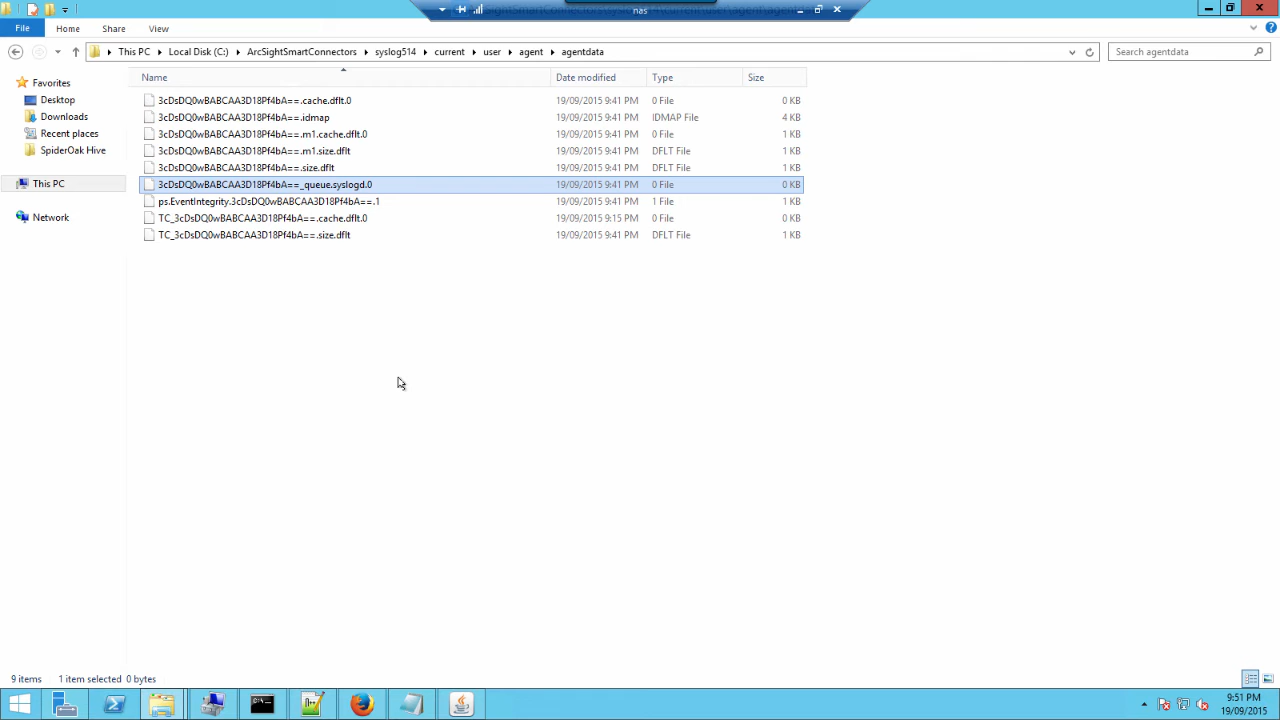 nas
File Home Share View
This PC Local Disk (C:) ArcSightSmartConnectors syslog514 current user agent agentdata Search agentdata
Favorites
Desktop
Downloads
Recent places
SpiderOak Hive
This PC
Network
Name Date modified Type Size
3cDsDQ0wBABCAA3D18Pf4bA==.cache.dflt.0 19/09/2015 9:41 PM 0 File 0 KB
3cDsDQ0wBABCAA3D18Pf4bA==.idmap 19/09/2015 9:41 PM IDMAP File 4 KB
3cDsDQ0wBABCAA3D18Pf4bA==.m1.cache.dflt.0 19/09/2015 9:41 PM 0 File 1 KB
3cDsDQ0wBABCAA3D18Pf4bA==.m1.size.dflt 19/09/2015 9:41 PM DFLT File 1 KB
3cDsDQ0wBABCAA3D18Pf4bA==.size.dflt 19/09/2015 9:41 PM DFLT File 1 KB
3cDsDQ0wBABCAA3D18Pf4bA==_queue.syslogd.0 19/09/2015 9:41 PM 0 File 0 KB
ps.EventIntegrity.3cDsDQ0wBABCAA3D18Pf4bA==.1 19/09/2015 9:41 PM 1 File 1 KB
TC_3cDsDQ0wBABCAA3D18Pf4bA==.cache.dflt.0 19/09/2015 9:15 PM 0 File 0 KB
TC_3cDsDQ0wBABCAA3D18Pf4bA==.size.dflt 19/09/2015 9:41 PM DFLT File 1 KB
9 items 1 item selected 0 bytes
9:51 PM
19/09/2015